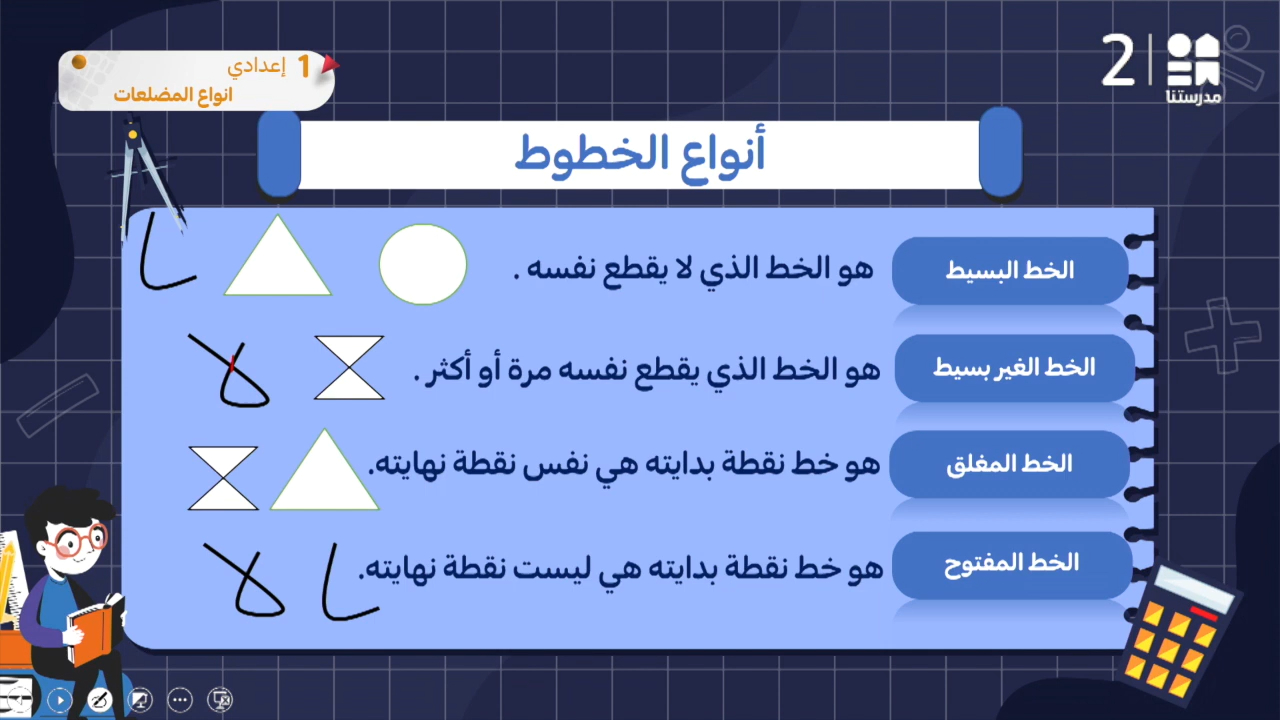 2
مدرستنا
1 إعدادي
انواع المضلعات
أنواع الخطوط
الخط البسيط
هو الخط الذي لا يقطع نفسه .
الخط الغير بسيط
هو الخط الذي يقطع نفسه مرة أو أكثر .
الخط المغلق
هو خط نقطة بدايته هي نفس نقطة نهايته.
الخط المفتوح
هو خط نقطة بدايته هي ليست نقطة نهايته.